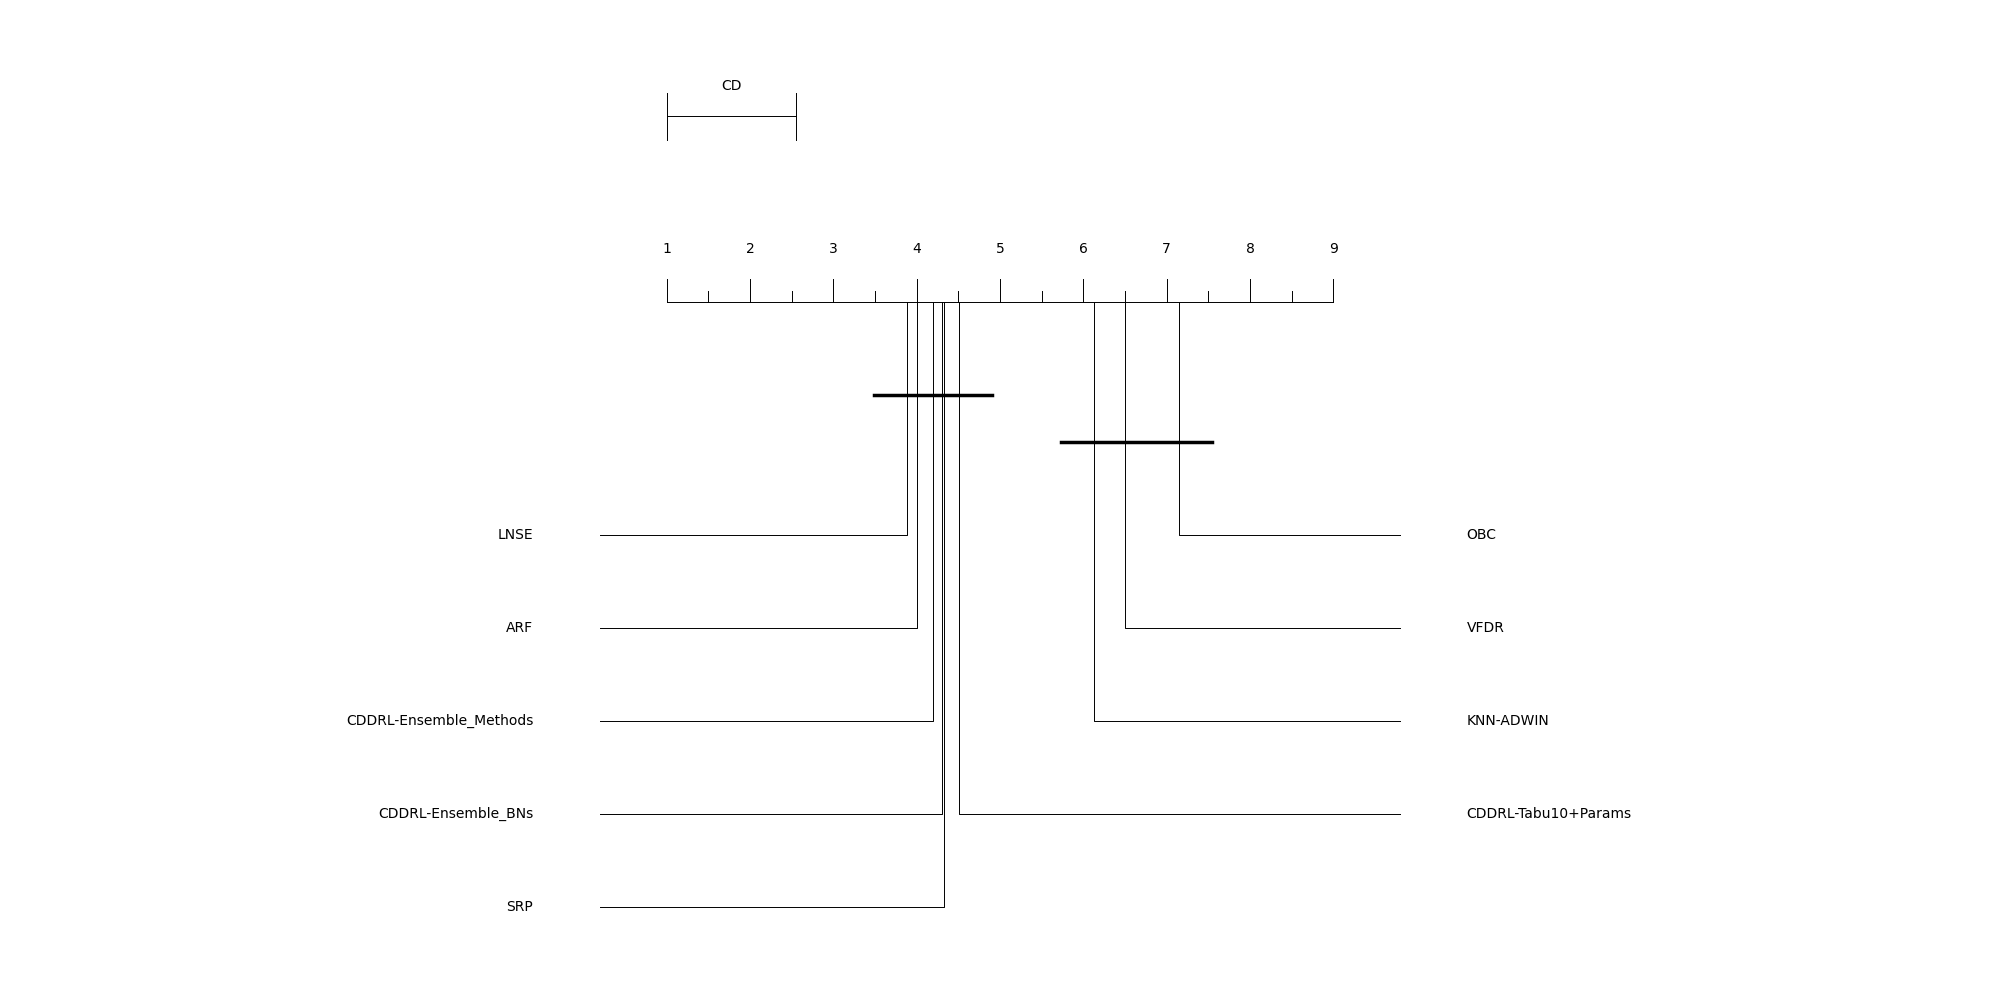 CD
1 2 3 4 5 6 7 8 9
LNSE
OBC
ARF
VFDR
CDDRL-Ensemble_Methods
KNN-ADWIN
CDDRL-Ensemble_BNs
CDDRL-Tabu10+Params
SRP